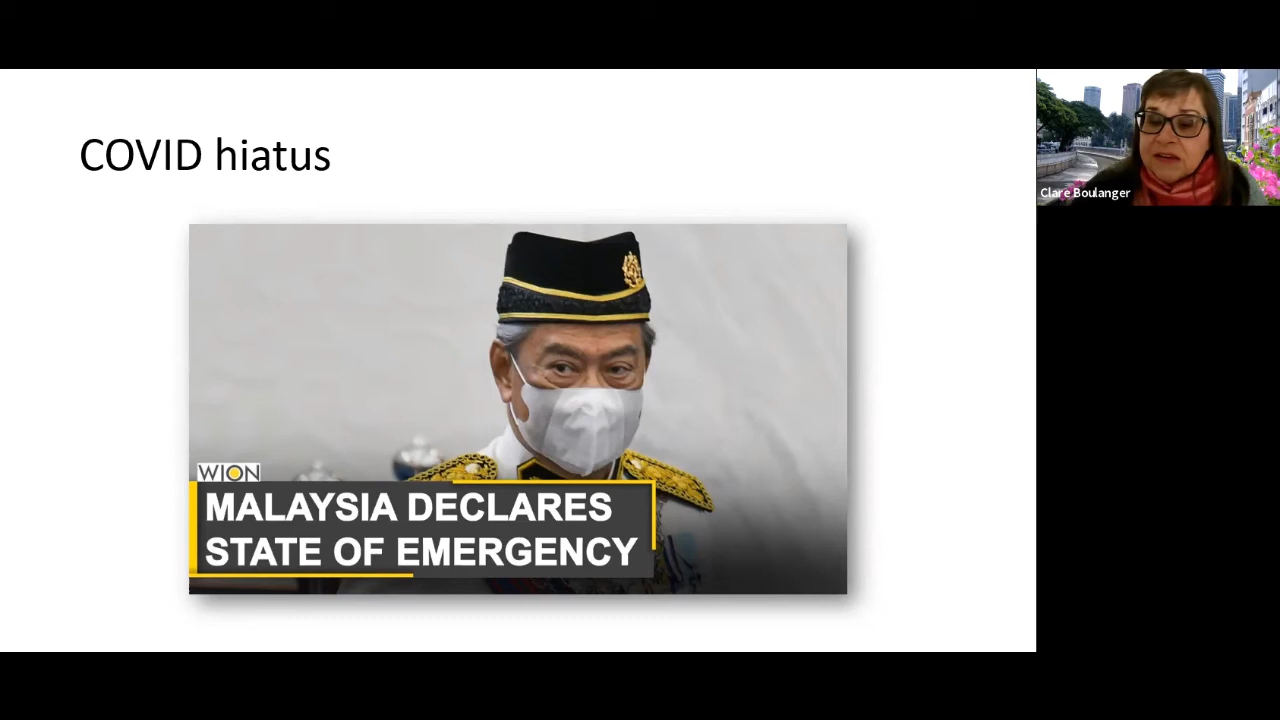 COVID hiatus
Clare Boulanger
WION
MALAYSIA DECLARES
STATE OF EMERGENCY